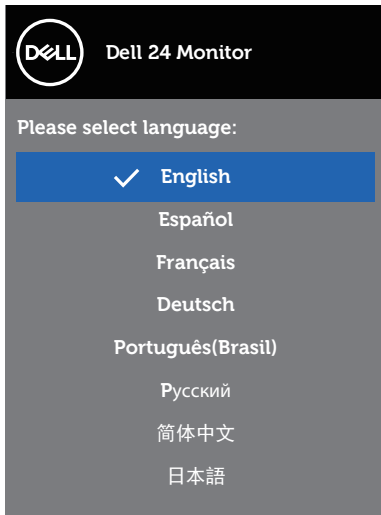 DELL
Dell 24 Monitor
Please select language:
English
Español
Français
Deutsch
Português(Brasil)
Русский
简体中文
日本語